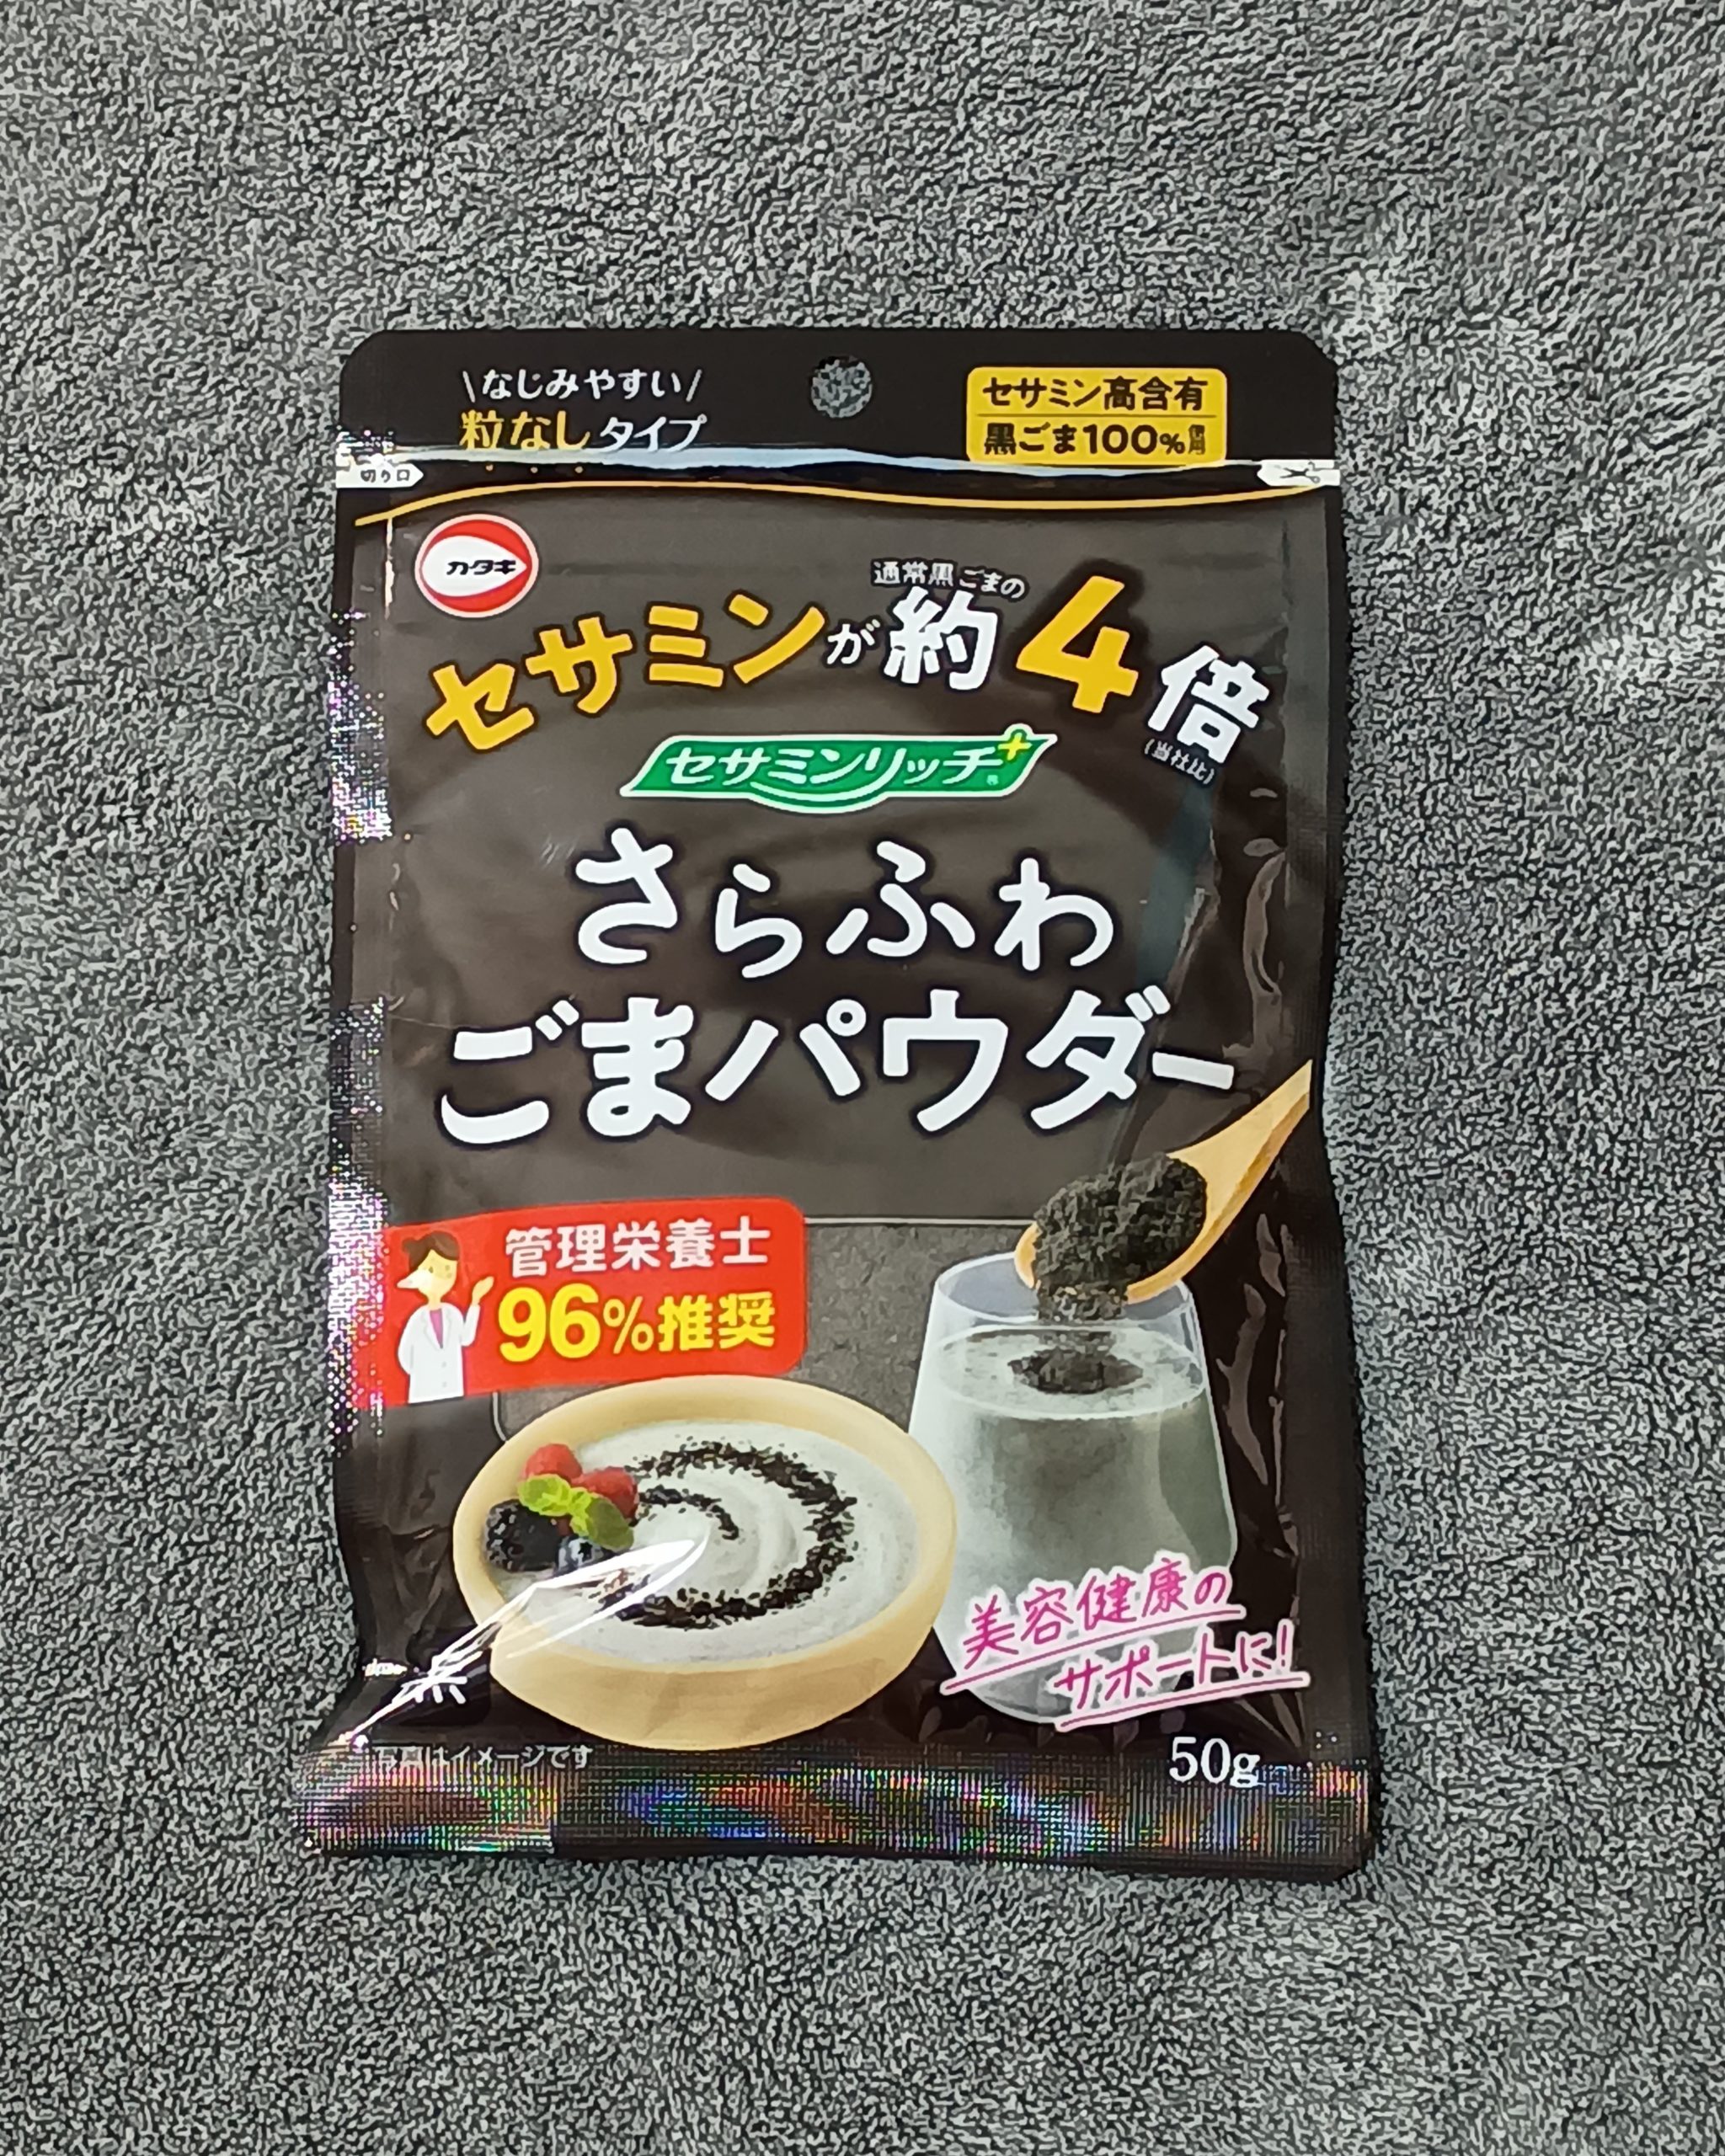 \なじみやすい/
粒なしタイプ
セサミン高含有
黒ごま100%使用
切り口
カタギ
通常黒ごまの
セサミンが約4倍
(当社比)
セサミンリッチ+
さらふわ
ごまパウダー
管理栄養士
96%推奨
美容健康の
サポートに!
50g
写真はイメージです